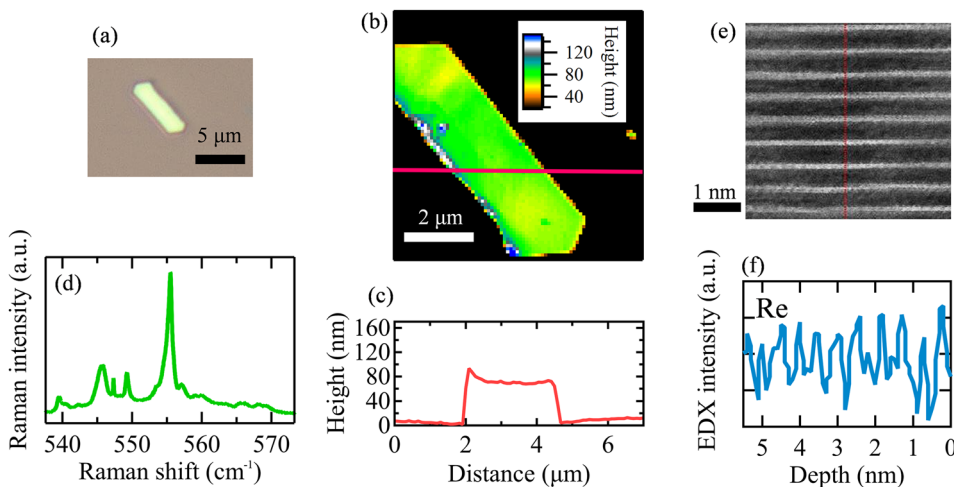 (a)
5 μm
(b)
Height (nm)
120
80
40
2 μm
(c)
Height (nm)
160
120
80
40
0
0 2 4 6
Distance (μm)
(d)
Raman intensity (a.u.)
540 550 560 570
Raman shift (cm⁻¹)
(e)
1 nm
(f)
Re
EDX intensity (a.u.)
5 4 3 2 1 0
Depth (nm)